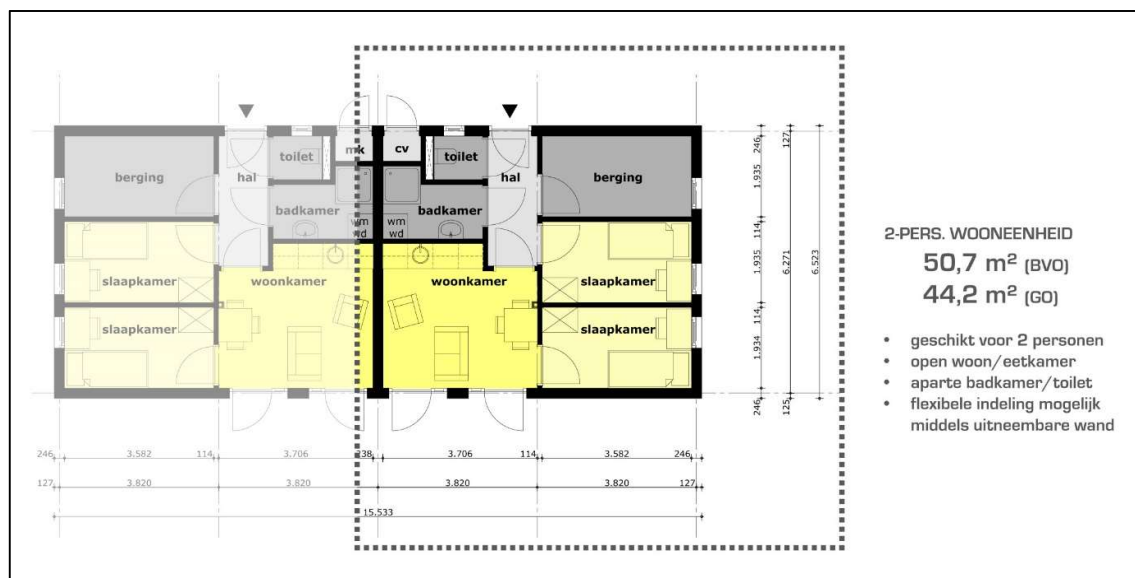 mk
cv
toilet
toilet
berging
hal
hal
berging
badkamer
badkamer
wm
wd
wm
wd
slaapkamer
woonkamer
woonkamer
slaapkamer
slaapkamer
slaapkamer
246
127
1.935
114
1.935
6.271
6.523
114
1.934
246
125
246
3.582
114
3.706
238
3.706
114
3.582
246
127
3.820
3.820
3.820
3.820
127
15.533
2-PERS. WOONEENHEID
50,7 m² (BVO)
44,2 m² (GO)
• geschikt voor 2 personen
• open woon/eetkamer
• aparte badkamer/toilet
• flexibele indeling mogelijk
middels uitneembare wand